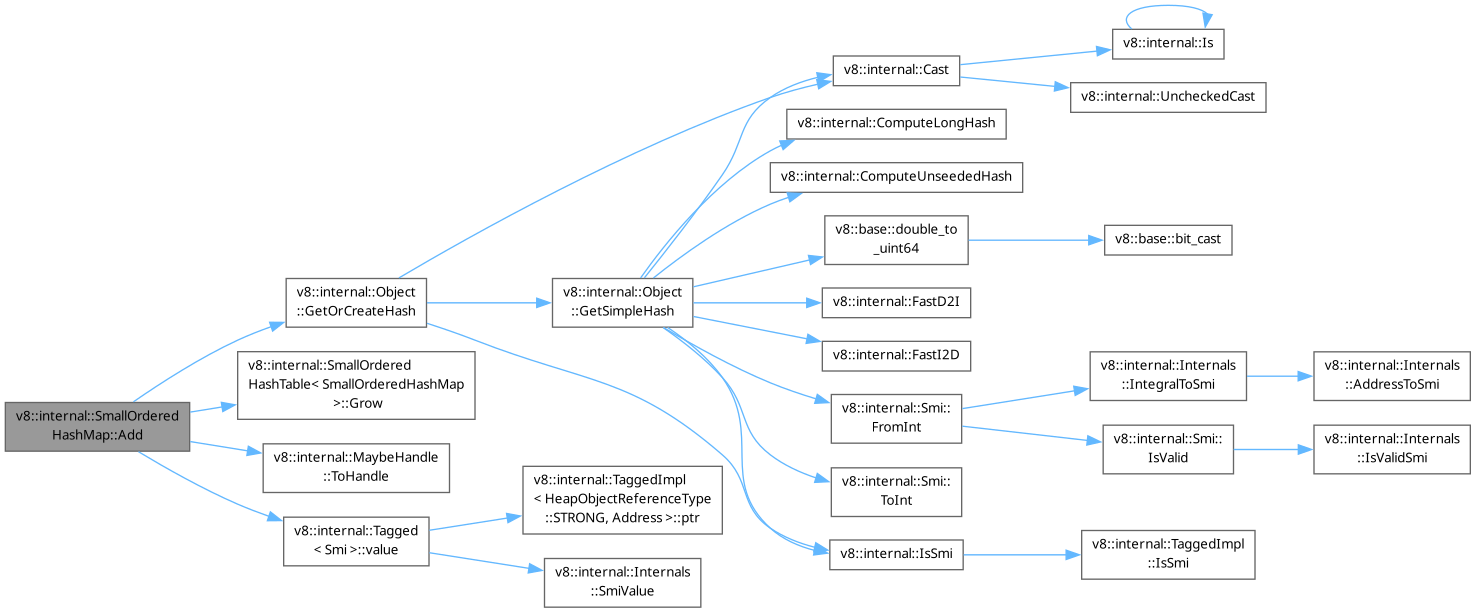 v8::internal::SmallOrdered
HashMap::Add
v8::internal::Object
::GetOrCreateHash
v8::internal::SmallOrdered
HashTable< SmallOrderedHashMap
>::Grow
v8::internal::MaybeHandle
::ToHandle
v8::internal::Tagged
< Smi >::value
v8::internal::Object
::GetSimpleHash
v8::internal::TaggedImpl
< HeapObjectReferenceType
::STRONG, Address >::ptr
v8::internal::Internals
::SmiValue
v8::internal::Cast
v8::internal::ComputeLongHash
v8::internal::ComputeUnseededHash
v8::base::double_to
_uint64
v8::internal::FastD2I
v8::internal::FastI2D
v8::internal::Smi::
FromInt
v8::internal::Smi::
ToInt
v8::internal::IsSmi
v8::internal::Is
v8::internal::UncheckedCast
v8::base::bit_cast
v8::internal::Internals
::IntegralToSmi
v8::internal::Smi::
IsValid
v8::internal::TaggedImpl
::IsSmi
v8::internal::Internals
::AddressToSmi
v8::internal::Internals
::IsValidSmi